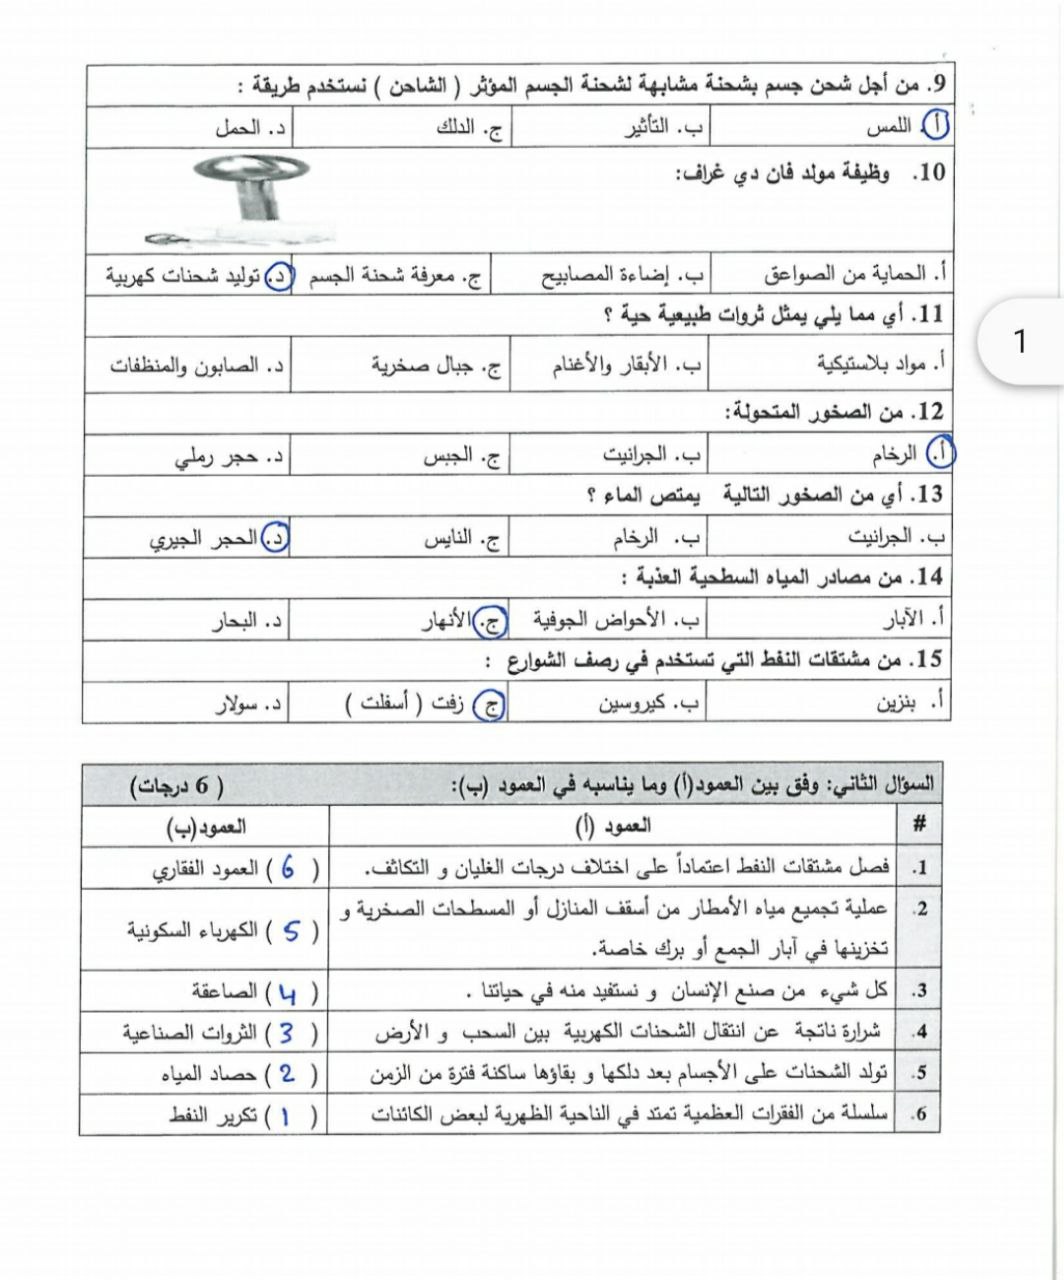 9. من أجل شحن جسم بشحنة مشابهة لشحنة الجسم المؤثر ( الشاحن ) نستخدم طريقة :
أ. اللمس ب. التأثير ج. الدلك د. الحمل
10. وظيفة مولد فان دي غراف:
أ. الحماية من الصواعق ب. إضاءة المصابيح ج. معرفة شحنة الجسم د. توليد شحنات كهربية
11. أي مما يلي يمثل ثروات طبيعية حية ؟
أ. مواد بلاستيكية ب. الأبقار والأغنام ج. جبال صخرية د. الصابون والمنظفات
12. من الصخور المتحولة:
أ. الرخام ب. الجرانيت ج. الجبس د. حجر رملي
13. أي من الصخور التالية يمتص الماء ؟
ب. الجرانيت ب. الرخام ج. النايس د. الحجر الجيري
14. من مصادر المياه السطحية العذبة :
أ. الآبار ب. الأحواض الجوفية ج. الأنهار د. البحار
15. من مشتقات النفط التي تستخدم في رصف الشوارع :
أ. بنزين ب. كيروسين ج زفت ( أسفلت ) د. سولار
1
السؤال الثاني: وفق بين العمود(أ) وما يناسبه في العمود (ب): ( 6 درجات)
# العمود (أ) العمود(ب)
1. فصل مشتقات النفط اعتماداً على اختلاف درجات الغليان و التكاثف. ( 6 ) العمود الفقاري
2. عملية تجميع مياه الأمطار من أسقف المنازل أو المسطحات الصخرية و
تخزينها في آبار الجمع أو برك خاصة. ( 5 ) الكهرباء السكونية
3. كل شيء من صنع الإنسان و نستفيد منه في حياتنا . ( 4 ) الصاعقة
4. شرارة ناتجة عن انتقال الشحنات الكهربية بين السحب و الأرض ( 3 ) الثروات الصناعية
5. تولد الشحنات على الأجسام بعد دلكها و بقاؤها ساكنة فترة من الزمن ( 2 ) حصاد المياه
6. سلسلة من الفقرات العظمية تمتد في الناحية الظهرية لبعض الكائنات ( 1 ) تكرير النفط